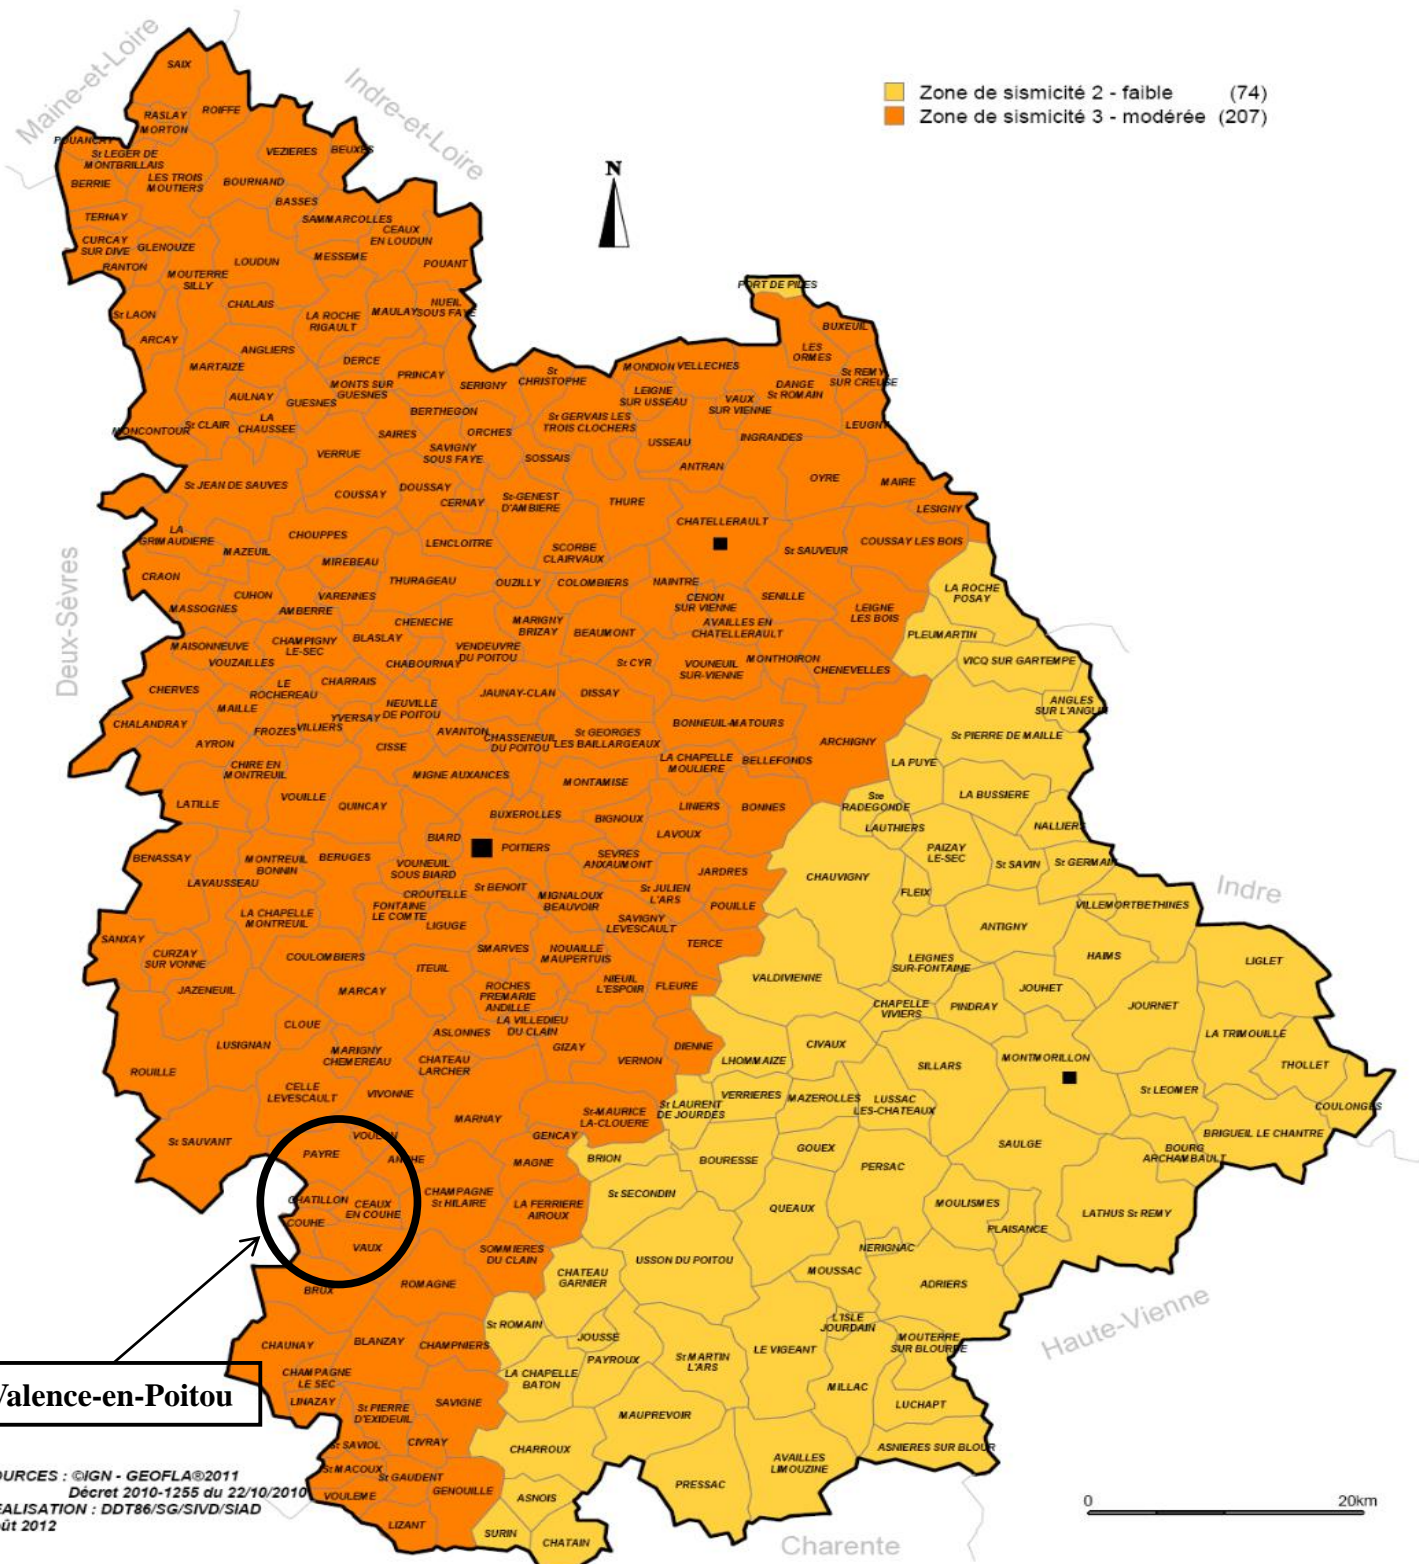 Maine-et-Loire
Indre-et-Loire
Zone de sismicité 2 - faible (74)
Zone de sismicité 3 - modérée (207)
N
SAIX
RASLAY
ROIFFE
MORTON
POUANCAY
St LEGER DE
MONTBRILLAIS
VEZIERES
BEUXES
BERRIE
LES TROIS
MOUTIERS
BOURNAND
BASSES
TERNAY
SAMMARCOLLES
CEAUX
EN LOUDUN
CURCAY
SUR DIVE
GLENOUZE
RANTON
MOUTERRE
SILLY
LOUDUN
MESSEME
POUANT
PORT DE PILES
St LAON
CHALAIS
LA ROCHE
RIGAULT
MAULAY
NUEIL
SOUS FAYE
BUXEUIL
ARCAY
ANGLIERS
LES
ORMES
MARTAIZE
DERCE
MONTS SUR
GUESNES
PRINCAY
SERIGNY
St
CHRISTOPHE
MONDION
VELLECHES
St REMY
SUR CREUSE
AULNAY
GUESNES
BERTHEGON
LEIGNE
SUR USSEAU
VAUX
SUR VIENNE
DANGE
St ROMAIN
MONCONTOUR
St CLAIR
LA
CHAUSSEE
SAIRES
ORCHES
St GERVAIS LES
TROIS CLOCHERS
USSEAU
INGRANDES
LEUGNY
VERRUE
SAVIGNY
SOUS FAYE
SOSSAIS
ANTRAN
OYRE
MAIRE
St JEAN DE SAUVES
COUSSAY
DOUSSAY
CERNAY
St-GENEST
D'AMBIERE
THURE
LESIGNY
CHATELLERAULT
LA
GRIMAUDIERE
MAZEUIL
CHOUPPES
MIREBEAU
LENCLOITRE
SCORBE
CLAIRVAUX
St SAUVEUR
COUSSAY LES BOIS
CRAON
CUHON
VARENNES
THURAGEAU
OUZILLY
COLOMBIERS
NAINTRE
CENON
SUR VIENNE
SENILLE
LA ROCHE
POSAY
MASSOGNES
AMBERRE
CHENECHE
MARIGNY
BRIZAY
BEAUMONT
AVAILLES EN
CHATELLERAULT
LEIGNE
LES BOIS
PLEUMARTIN
MAISONNEUVE
CHAMPIGNY
LE-SEC
BLASLAY
VENDEUVRE
DU POITOU
VOUZAILLES
CHABOURNAY
St CYR
VOUNEUIL
SUR-VIENNE
MONTHOIRON
CHENEVELLES
VICQ SUR GARTEMPE
CHERVES
LE
ROCHEREAU
CHARRAIS
JAUNAY-CLAN
DISSAY
ANGLES
SUR L'ANGLIN
MAILLE
NEUVILLE
DE POITOU
CHALANDRAY
FROZES
VILLIERS
YVERSAY
AVANTON
CHASSENEUIL
DU POITOU
St GEORGES
LES BAILLARGEAUX
BONNEUIL-MATOURS
ARCHIGNY
St PIERRE DE MAILLE
AYRON
CISSE
LA PUYE
CHIRE EN
MONTREUIL
MIGNE AUXANCES
MONTAMISE
LA CHAPELLE
MOULIERE
BELLEFONDS
LATILLE
VOUILLE
QUINCAY
BUXEROLLES
BIGNOUX
LINIERS
BONNES
Ste
RADEGONDE
LA BUSSIERE
LAUTHIERS
NALLIERS
BIARD
POITIERS
LAVOUX
BENASSAY
MONTREUIL
BONNIN
BERUGES
VOUNEUIL
SOUS BIARD
SEVRES
ANXAUMONT
JARDRES
CHAUVIGNY
PAIZAY
LE-SEC
St SAVIN
St GERMAIN
LAVAUSSEAU
CROUTELLE
St BENOIT
MIGNALOUX
BEAUVOIR
St JULIEN
L'ARS
POUILLE
FLEIX
VILLEMORT
BETHINES
LA CHAPELLE
MONTREUIL
FONTAINE
LE COMTE
LIGUGE
SAVIGNY
LEVESCAULT
ANTIGNY
SANXAY
CURZAY
SUR VONNE
COULOMBIERS
ITEUIL
SMARVES
NOUAILLE
MAUPERTUIS
TERCE
LEIGNES
SUR-FONTAINE
HAIMS
LIGLET
JAZENEUIL
MARCAY
ROCHES
PREMARIE
ANDILLE
NIEUIL
L'ESPOIR
FLEURE
VALDIVIENNE
JOUHET
CHAPELLE
VIVIERS
PINDRAY
JOURNET
CLOUE
ASLONNES
LA VILLEDIEU
DU CLAIN
LA TRIMOUILLE
LUSIGNAN
MARIGNY
CHEMEREAU
CHATEAU
LARCHER
GIZAY
VERNON
DIENNE
LHOMMAIZE
CIVAUX
SILLARS
MONTMORILLON
THOLLET
ROUILLE
CELLE
LEVESCAULT
VIVONNE
VERRIERES
MAZEROLLES
LUSSAC
LES-CHATEAUX
St LEOMER
COULONGES
MARNAY
St-MAURICE
LA-CLOUERE
St LAURENT
DE JOURDES
St SAUVANT
VOULON
GENCAY
BRIGUEIL LE CHANTRE
PAYRE
ANCHE
MAGNE
BRION
BOURESSE
GOUEX
PERSAC
SAULGE
BOURG
ARCHAMBAULT
CHATILLON
CEAUX
EN COUHE
CHAMPAGNE
St HILAIRE
LA FERRIERE
AIROUX
St SECONDIN
QUEAUX
MOULISMES
LATHUS St REMY
COUHE
PLAISANCE
VAUX
SOMMIERES
DU CLAIN
USSON DU POITOU
NERIGNAC
BRUX
ROMAGNE
CHATEAU
GARNIER
MOUSSAC
ADRIERS
St ROMAIN
L'ISLE
JOURDAIN
CHAUNAY
BLANZAY
CHAMPNIERS
JOUSSE
MOUTERRE
SUR BLOURDE
CHAMPAGNE
LE SEC
LA CHAPELLE
BATON
PAYROUX
St MARTIN
L'ARS
LE VIGEANT
MILLAC
LINAZAY
St PIERRE
D'EXIDEUIL
SAVIGNE
MAUPREVOIR
LUCHAPT
St SAVIOL
CIVRAY
CHARROUX
AVAILLES
LIMOUZINE
ASNIERES SUR BLOUR
St MACOUX
St GAUDENT
PRESSAC
VOULEME
GENOUILLE
ASNOIS
LIZANT
SURIN
CHATAIN
Deux-Sèvres
Indre
Haute-Vienne
Charente
Valence-en-Poitou
OURCES : ©IGN - GEOFLA®2011
Décret 2010-1255 du 22/10/2010
EALISATION : DDT86/SG/SIVD/SIAD
oût 2012
0 20km